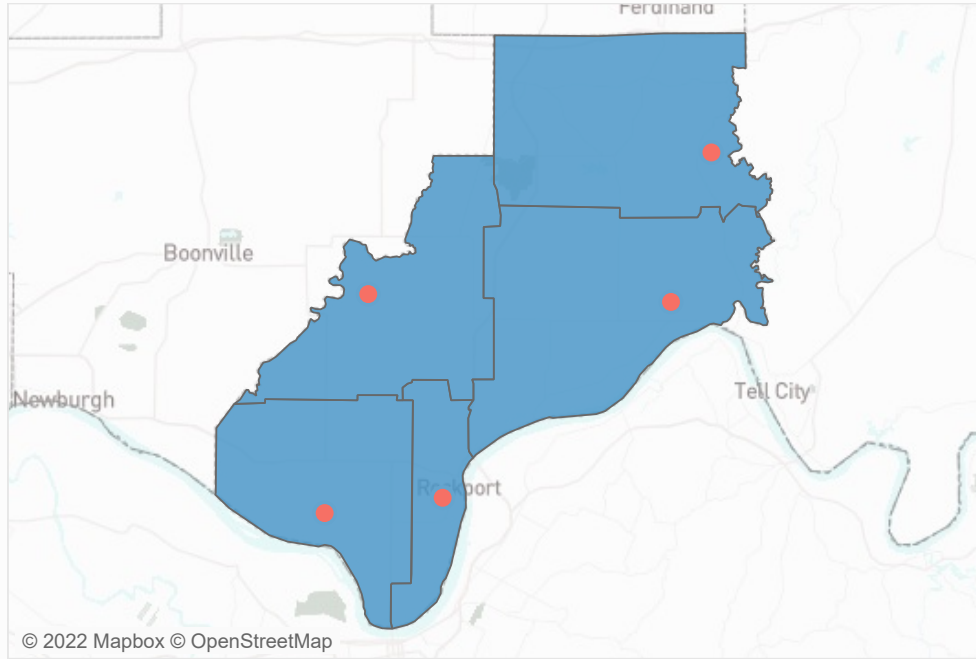 Ferdinand
Boonville
Newburgh
Tell City
Rockport
© 2022 Mapbox © OpenStreetMap